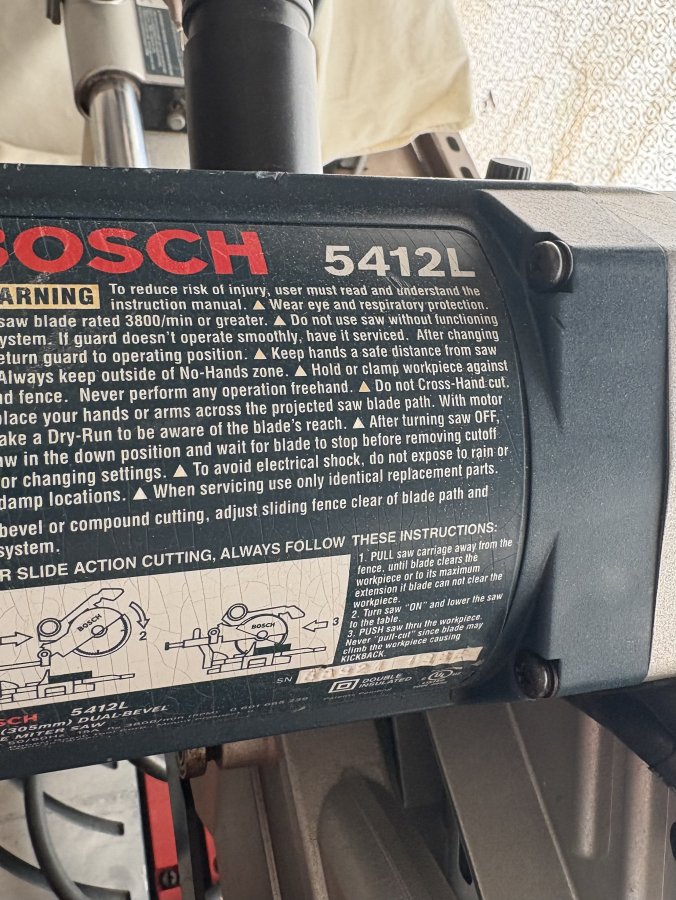 BOSCH 5412L
WARNING To reduce risk of injury, user must read and understand the
instruction manual. ▲ Wear eye and respiratory protection.
saw blade rated 3800/min or greater. ▲ Do not use saw without functioning
ystem. If guard doesn't operate smoothly, have it serviced. After changing
eturn guard to operating position. ▲ Keep hands a safe distance from saw
Always keep outside of No-Hands zone. ▲ Hold or clamp workpiece against
nd fence. Never perform any operation freehand. ▲ Do not Cross-Hand cut.
lace your hands or arms across the projected saw blade path. With motor
ake a Dry-Run to be aware of the blade's reach. ▲ After turning saw OFF,
w in the down position and wait for blade to stop before removing cutoff
or changing settings. ▲ To avoid electrical shock, do not expose to rain or
damp locations. ▲ When servicing use only identical replacement parts.
bevel or compound cutting, adjust sliding fence clear of blade path and
system.
R SLIDE ACTION CUTTING, ALWAYS FOLLOW THESE INSTRUCTIONS:
1. PULL saw carriage away from the
fence, until blade clears the
workpiece or to its maximum
extension if blade can not clear the
workpiece.
2. Turn saw "ON" and lower the saw
to the table.
3. PUSH saw thru the workpiece.
Never "pull-cut" since blade may
climb the workpiece causing
KICKBACK.
BOSCH
2
BOSCH
3
SN
DOUBLE
INSULATED
UL
SCH 5412L
(305mm) DUAL-BEVEL
E MITER SAW